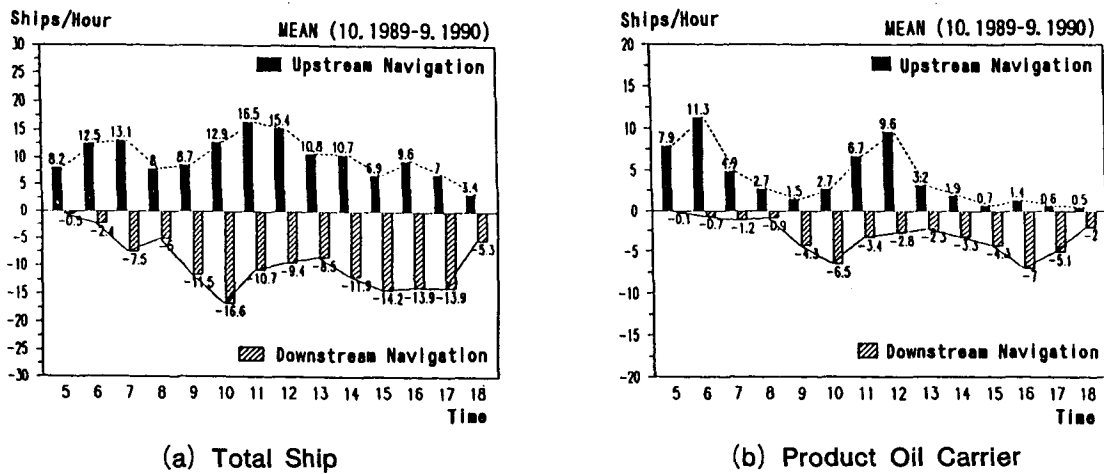 Ships/Hour
MEAN (10.1989-9.1990)
30
25
20
15
10
5
0
-5
-10
-15
-20
-25
-30
Upstream Navigation
8.2 12.5 13.1 8 8.7 12.9 16.5 15.4 10.8 10.7 6.9 9.6 7 3.4
-0.5 -2.4 -7.5 -5 -11.5 -16.6 -10.7 -9.4 -8.5 -11.9 -14.2 -13.9 -13.9 -5.3
Downstream Navigation
5 6 7 8 9 10 11 12 13 14 15 16 17 18
Time
(a) Total Ship
Ships/Hour
MEAN (10.1989-9.1990)
20
15
10
5
0
-5
-10
-15
-20
Upstream Navigation
7.9 11.3 4.9 2.7 1.5 2.7 6.7 9.6 3.2 1.9 0.7 1.4 0.6 0.5
-0.1 -0.7 -1.2 -0.9 -6.5 -3.4 -2.8 -2.3 -3.3 -4.3 -7 -5.1 -2
Downstream Navigation
5 6 7 8 9 10 11 12 13 14 15 16 17 18
Time
(b) Product Oil Carrier